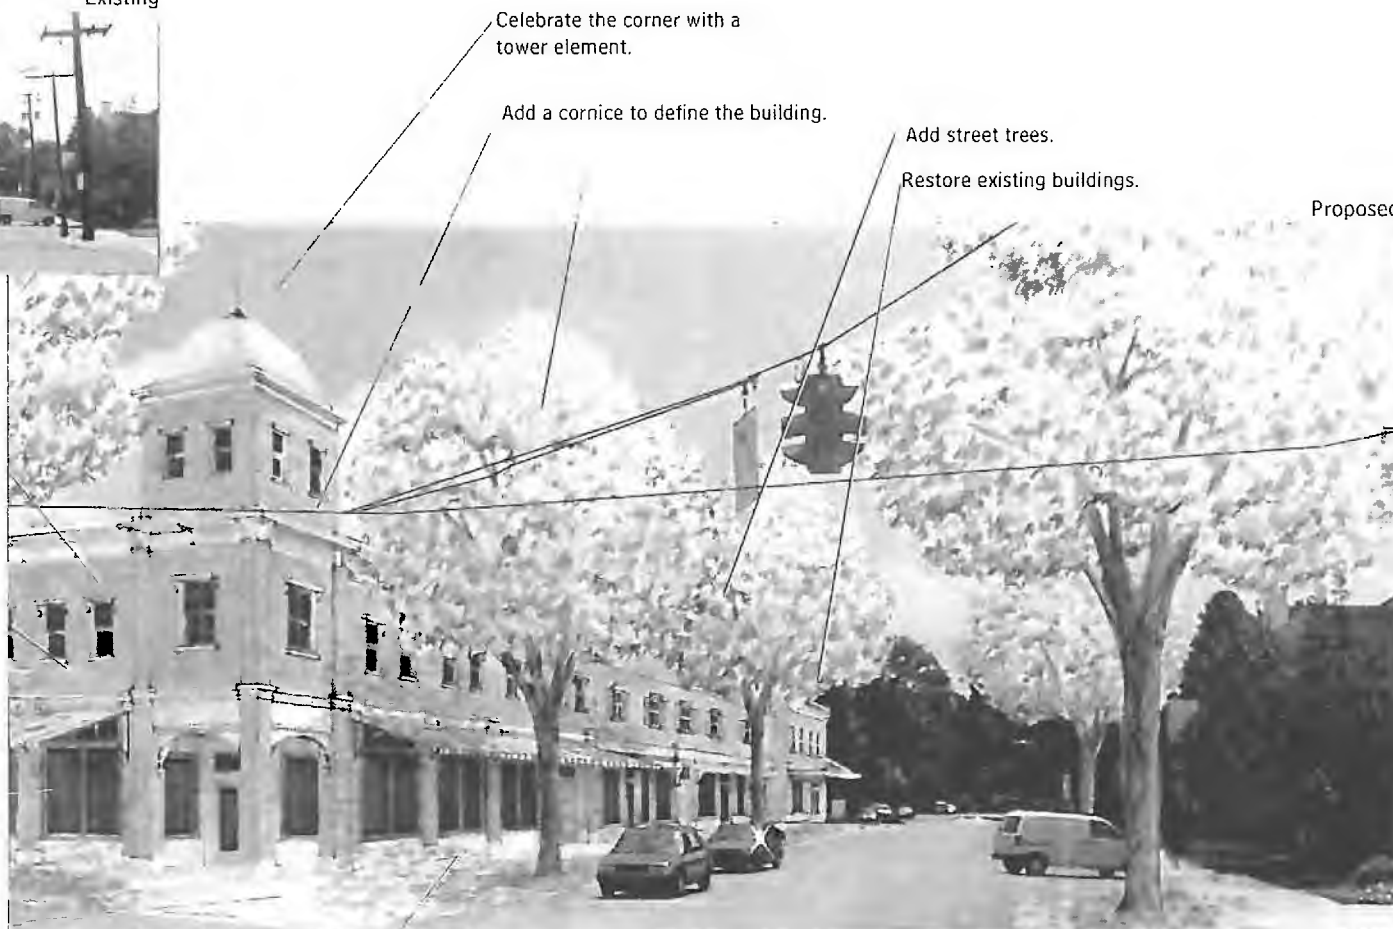 Existing
Celebrate the corner with a
tower element.
Add a cornice to define the building.
Add street trees.
Restore existing buildings.
Proposed